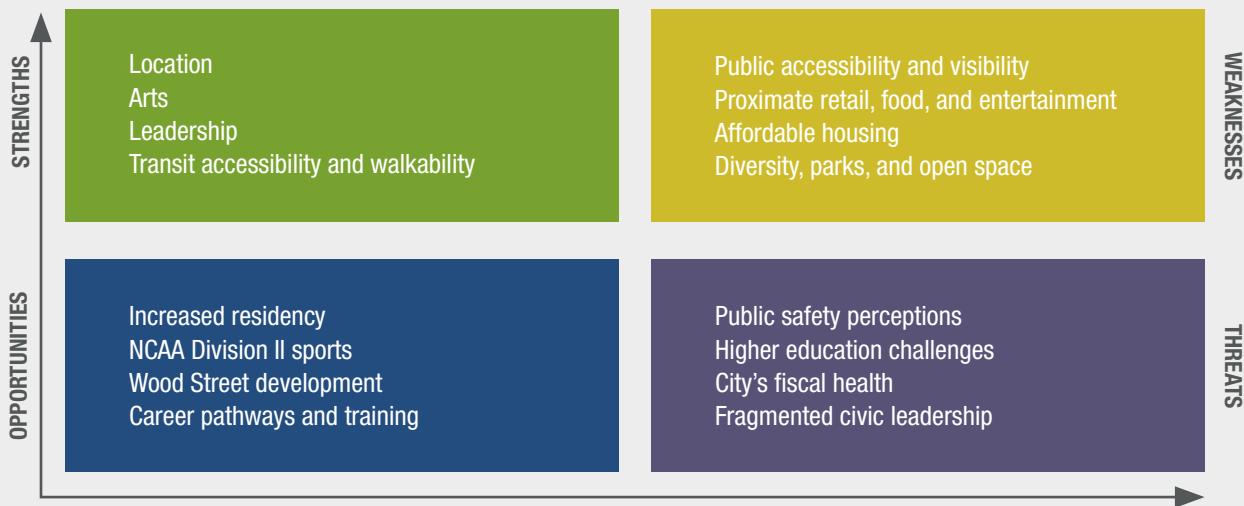 STRENGTHS
Location
Arts
Leadership
Transit accessibility and walkability
WEAKNESSES
Public accessibility and visibility
Proximate retail, food, and entertainment
Affordable housing
Diversity, parks, and open space
OPPORTUNITIES
Increased residency
NCAA Division II sports
Wood Street development
Career pathways and training
THREATS
Public safety perceptions
Higher education challenges
City's fiscal health
Fragmented civic leadership